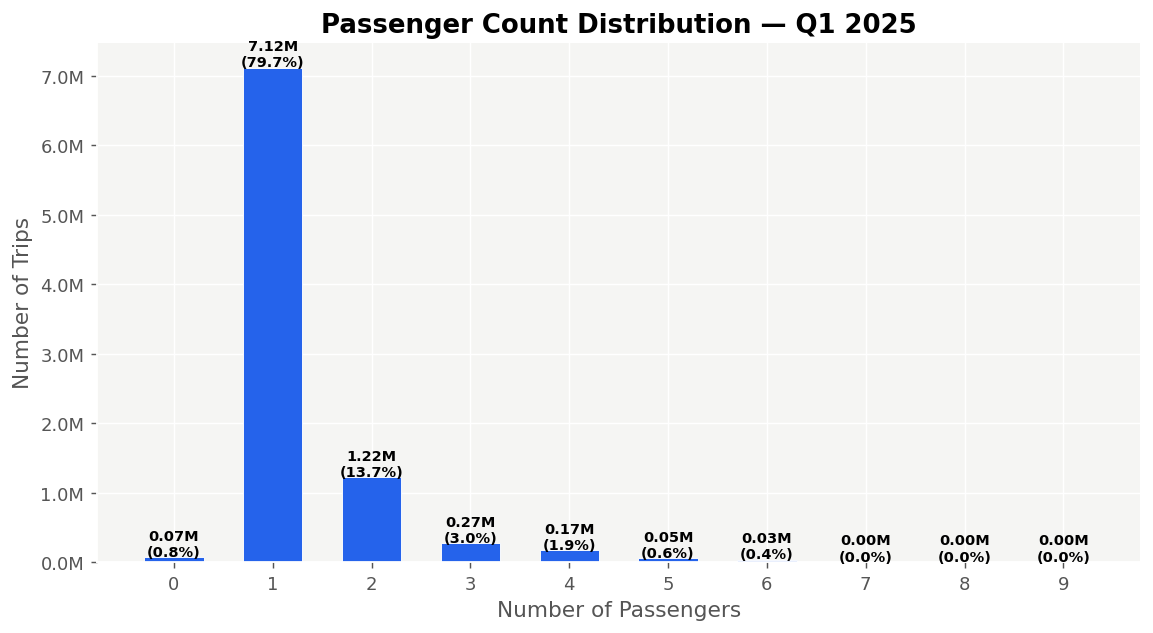 Passenger Count Distribution — Q1 2025
Number of Trips
7.0M
6.0M
5.0M
4.0M
3.0M
2.0M
1.0M
0.0M
0.07M
(0.8%)
7.12M
(79.7%)
1.22M
(13.7%)
0.27M
(3.0%)
0.17M
(1.9%)
0.05M
(0.6%)
0.03M
(0.4%)
0.00M
(0.0%)
0.00M
(0.0%)
0.00M
(0.0%)
0 1 2 3 4 5 6 7 8 9
Number of Passengers